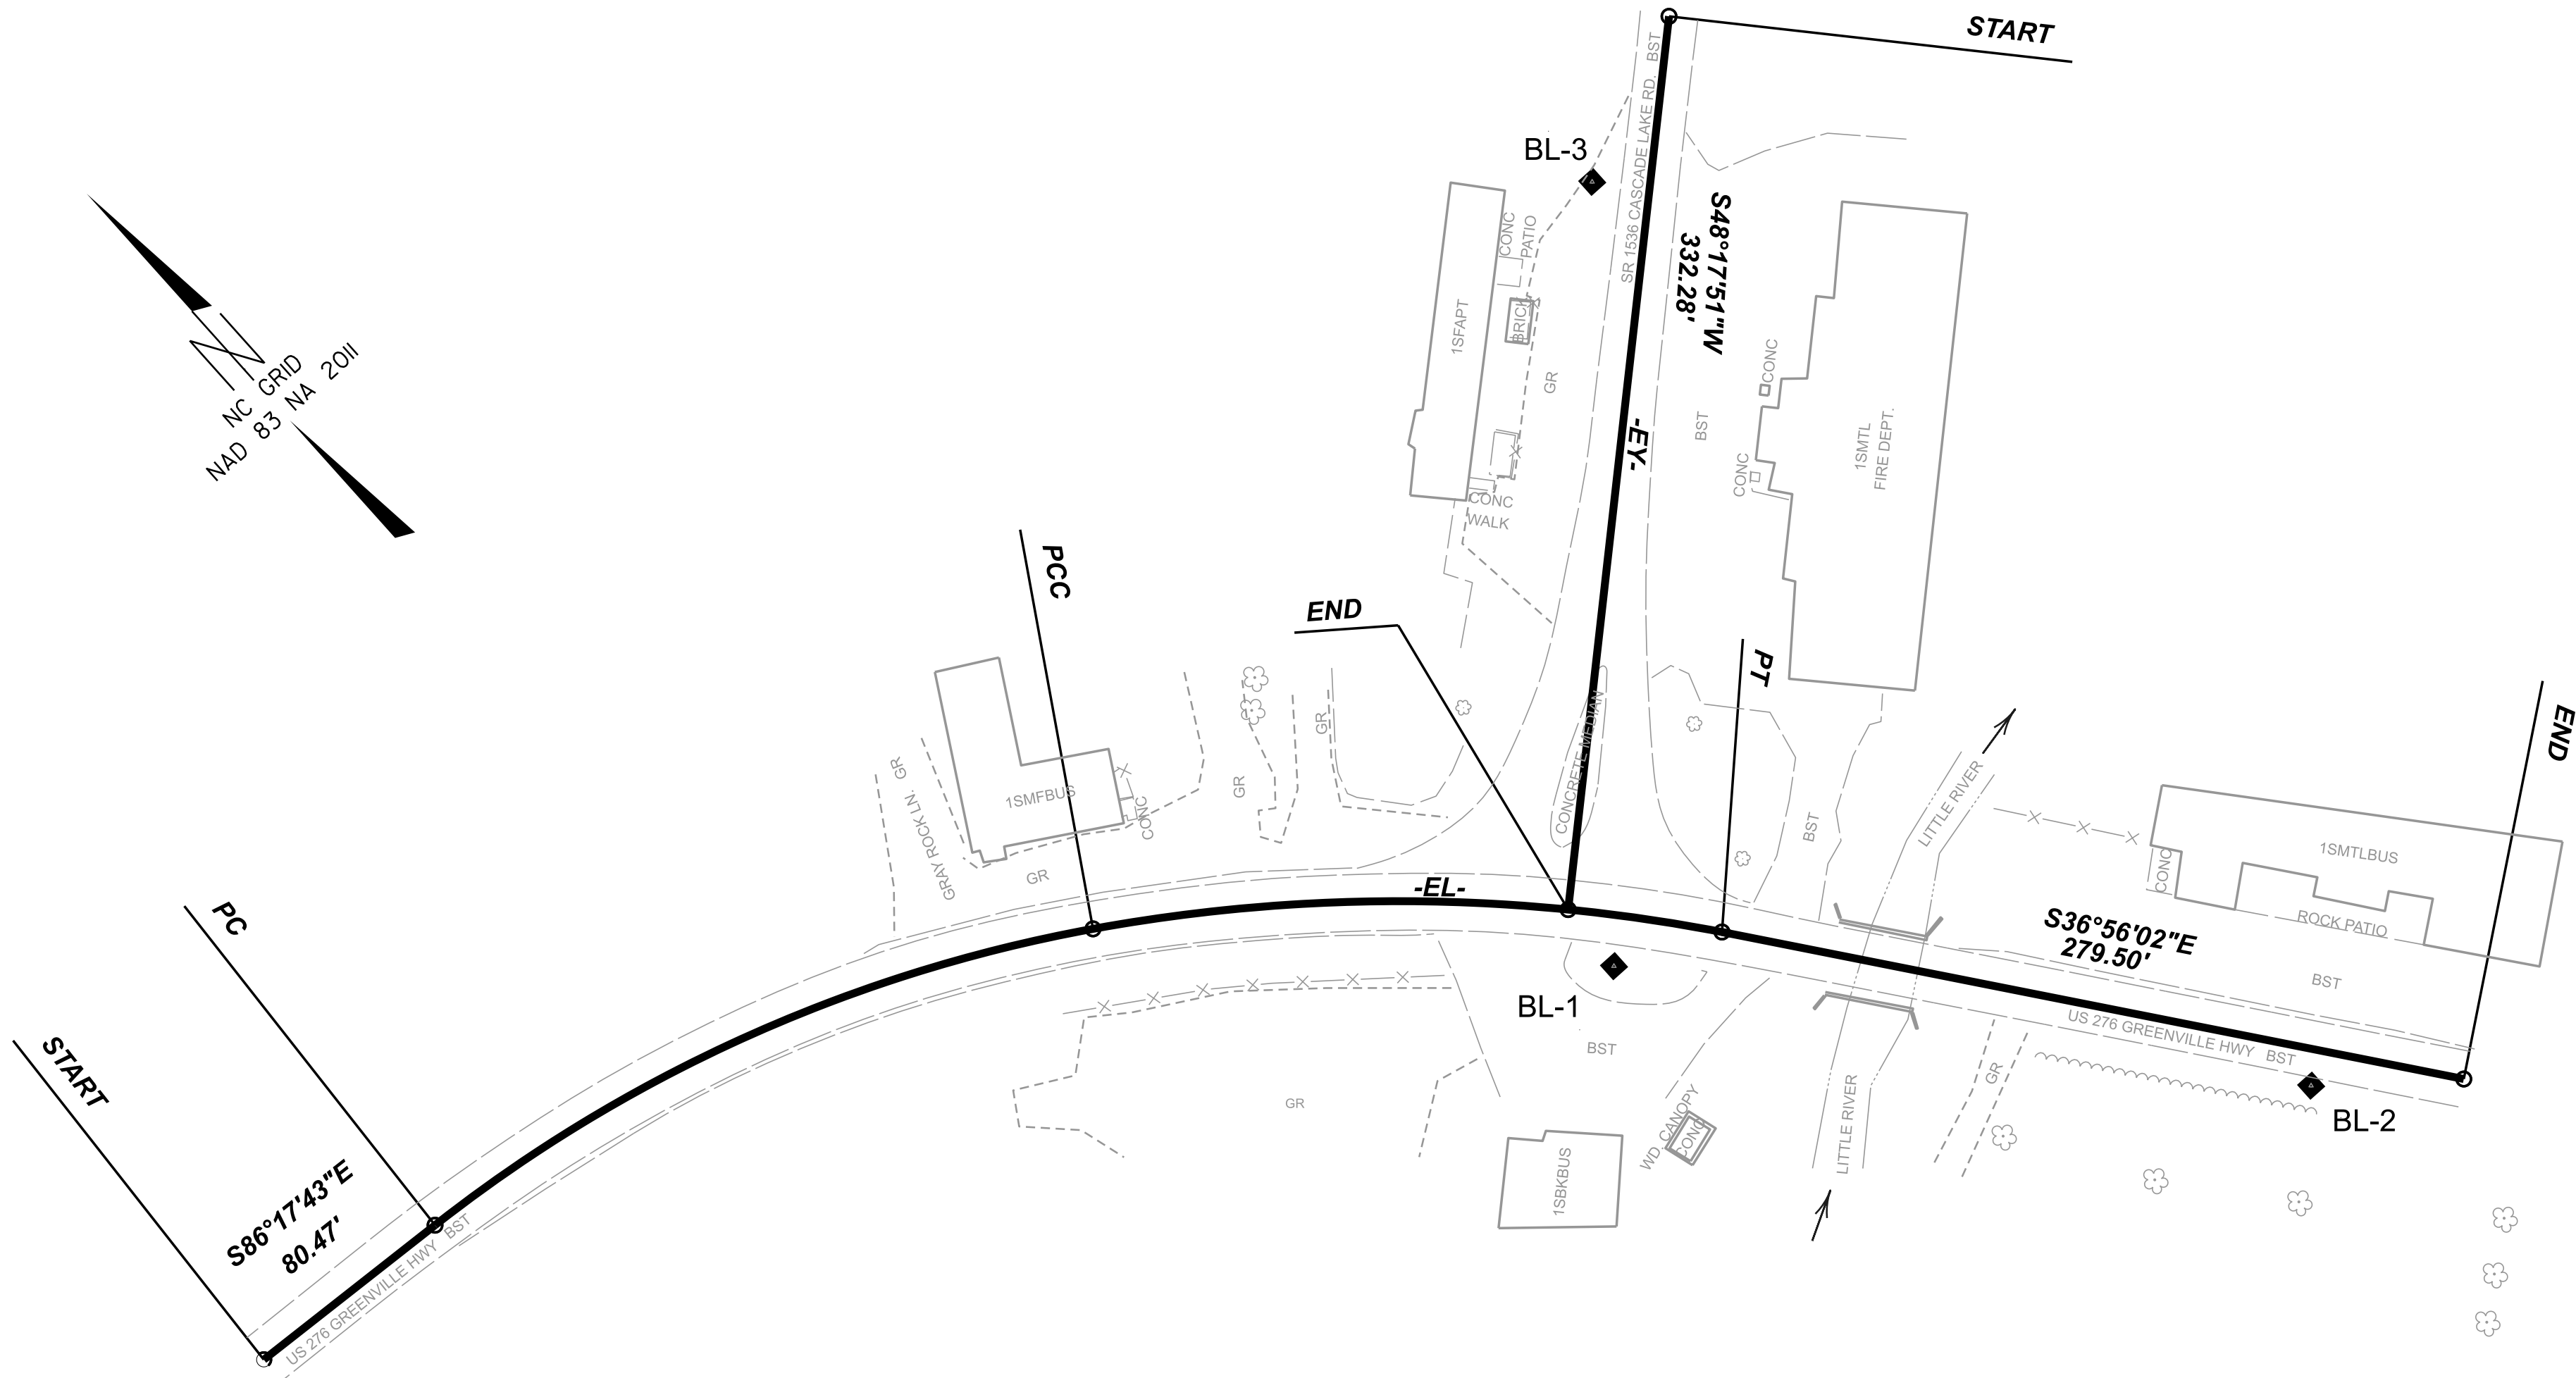 START
SR 1536 CASCADE LAKE RD.   BST
BL-3
S48°17'51"W
332.28'
CONC
PATIO
1SFAPT
BRICK
GR
NC GRID
NAD 83 NA 2011
CONC
CONC
BST
-EY-
1SMTL
FIRE DEPT.
CONC
WALK
PCC
END
PT
END
GR
GR
CONCRETE MEDIAN
GR
GRAY ROCK LN.
1SMFBUS
CONC
GR
BST
LITTLE RIVER
1SMTLBUS
CONC
ROCK PATIO
-EL-
PC
S36°56'02"E
279.50'
BST
BL-1
US 276 GREENVILLE HWY   BST
BST
START
GR
GR
LITTLE RIVER
WD. CANOPY
CONC
BL-2
1SBKBUS
S86°17'43"E
80.47'
US 276 GREENVILLE HWY   BST